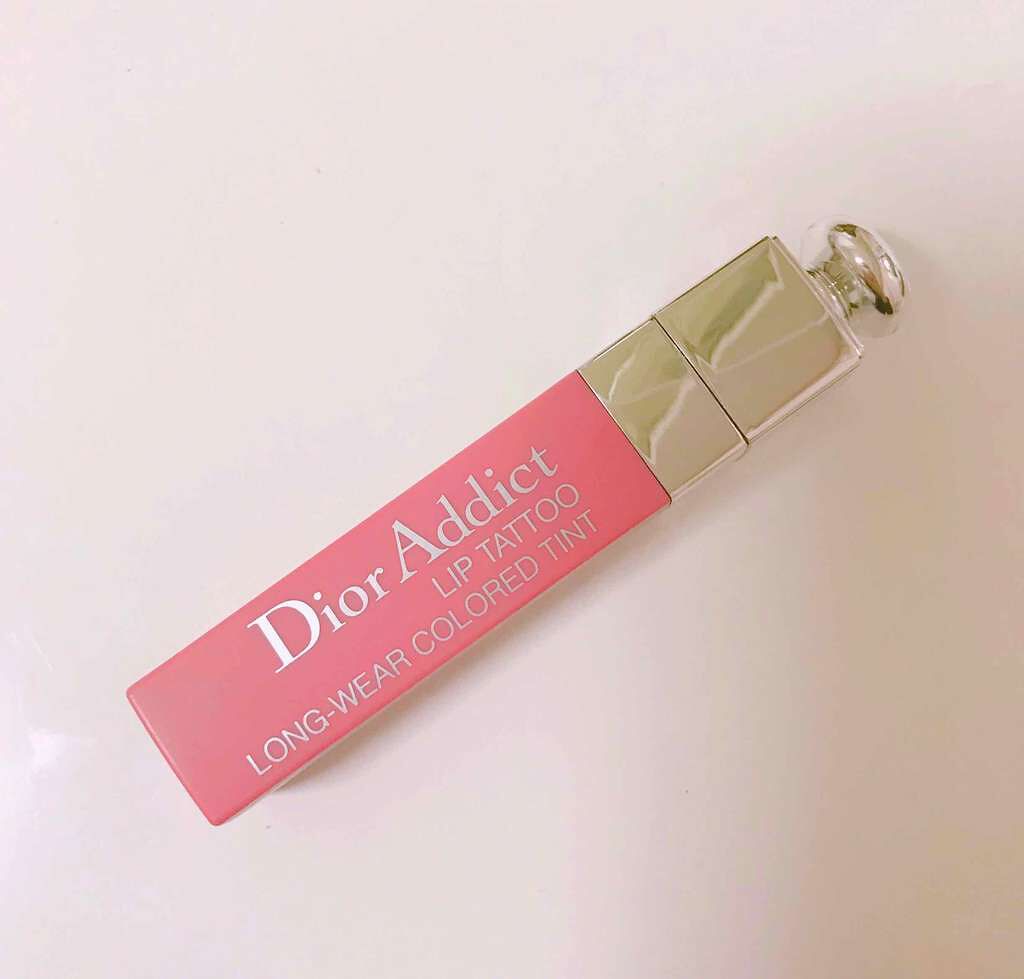 Dior Addict
LIP TATTOO
LONG-WEAR COLORED TINT